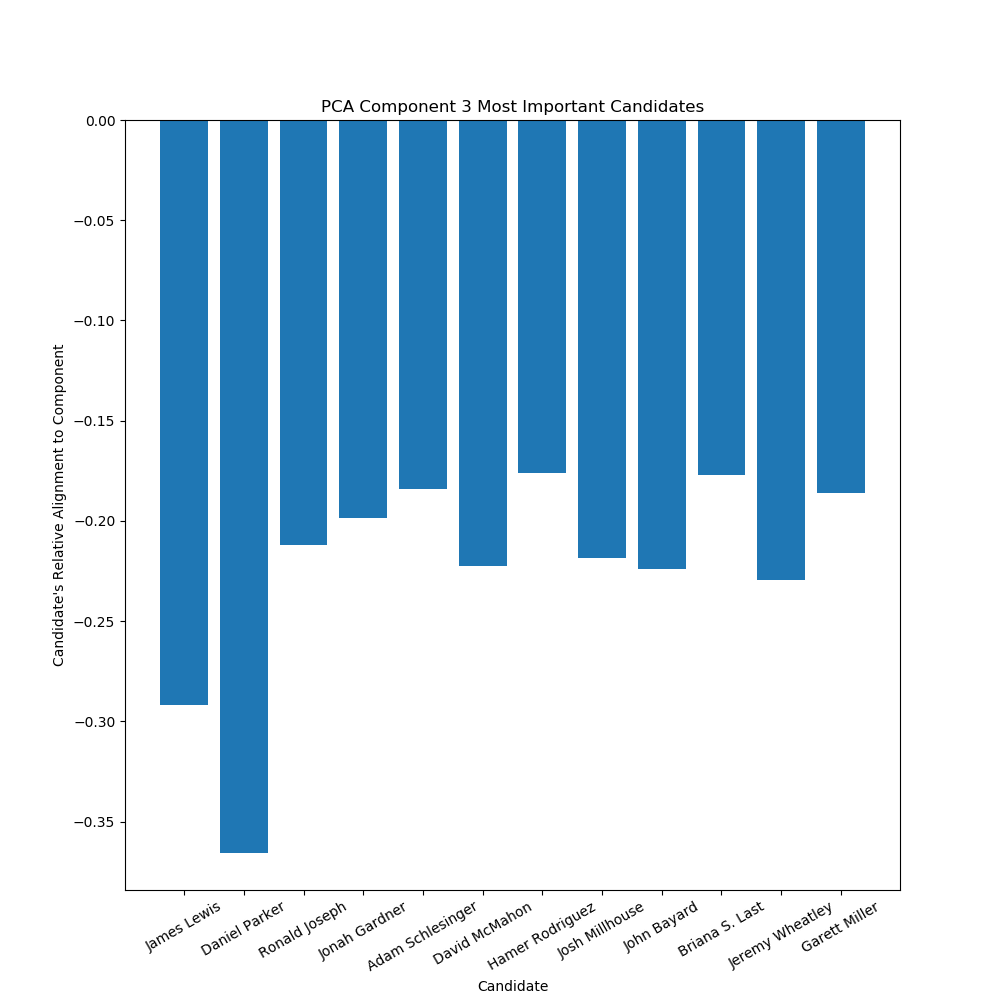 PCA Component 3 Most Important Candidates
Candidate's Relative Alignment to Component
0.00
−0.05
−0.10
−0.15
−0.20
−0.25
−0.30
−0.35
James Lewis
Daniel Parker
Ronald Joseph
Jonah Gardner
Adam Schlesinger
David McMahon
Hamer Rodriguez
Josh Millhouse
John Bayard
Briana S. Last
Jeremy Wheatley
Garett Miller
Candidate